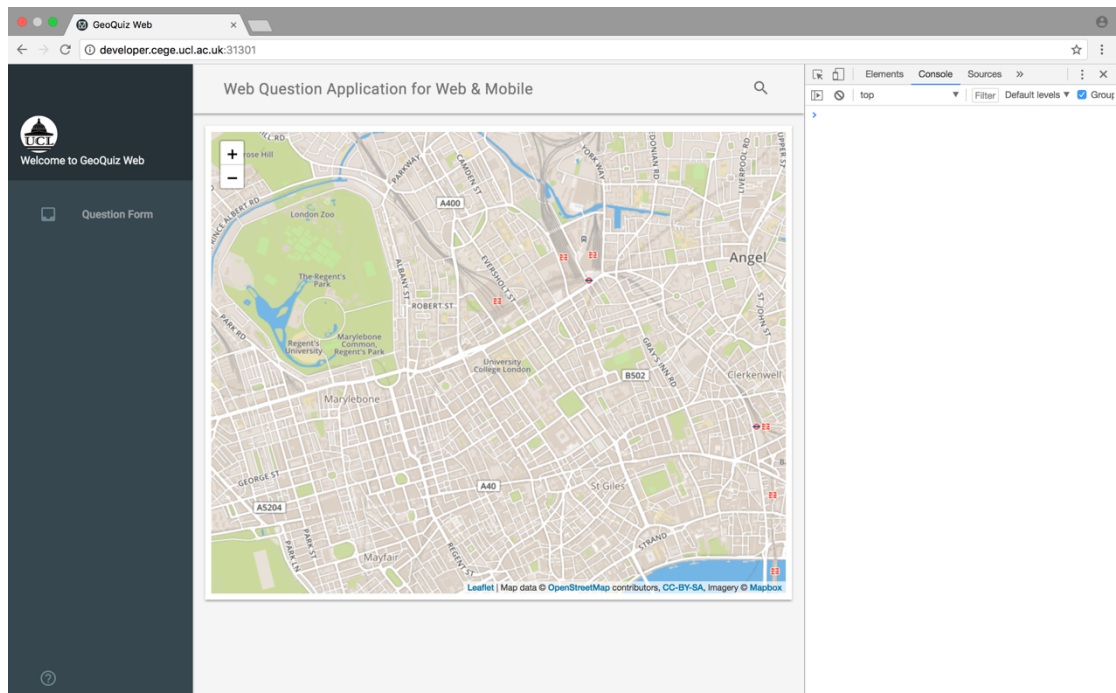 GeoQuiz Web
developer.cege.ucl.ac.uk:31301
UCL
Welcome to GeoQuiz Web
Question Form
Web Question Application for Web & Mobile
+
−
rose Hill
PARKWAY
CAMDEN ST
YORK WAY
DONIAN RD
LIVERPOOL RD
UPPER ST
PRINCE ALBERT RD
London Zoo
A400
The Regent's
Park
ALBANY ST
EVERSHOLT ST
ROBERT ST
Angel
ST. JOHN ST
PARK RD
Regent's
University
Marylebone
Common,
Regent's Park
University
College London
GRAY'S INN RD
B502
Clerkenwell
Marylebone
GEORGE ST
A40
St Giles
A5204
PARK LN
PARK ST
Mayfair
REGENT ST
STRAND
Leaflet | Map data © OpenStreetMap contributors, CC-BY-SA, Imagery © Mapbox
Elements Console Sources »
top Filter Default levels Group